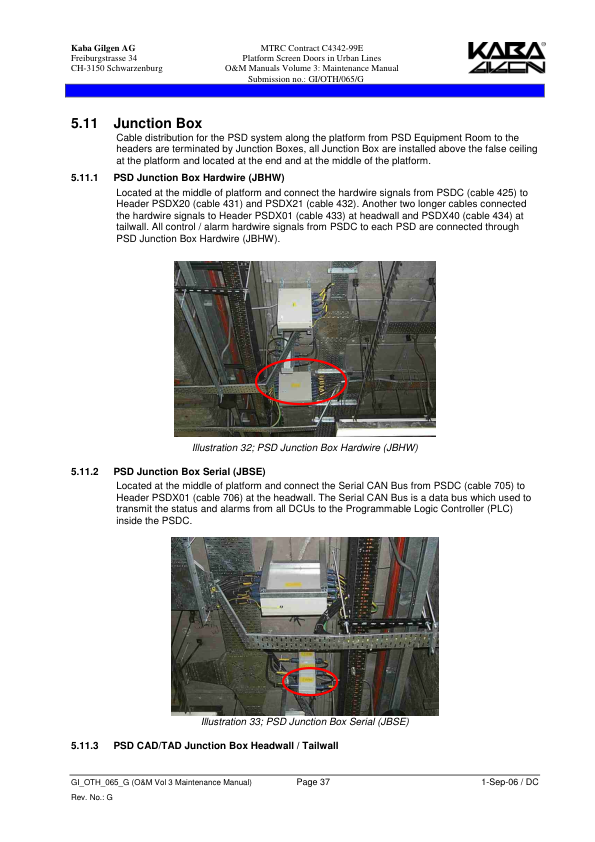 Kaba Gilgen AG
Freiburgstrasse 34
CH-3150 Schwarzenburg
MTRC Contract C4342-99E
Platform Screen Doors in Urban Lines
O&M Manuals Volume 3: Maintenance Manual
Submission no.: GI/OTH/065/G
KABA
GILGEN
5.11 Junction Box
Cable distribution for the PSD system along the platform from PSD Equipment Room to the
headers are terminated by Junction Boxes, all Junction Box are installed above the false ceiling
at the platform and located at the end and at the middle of the platform.
5.11.1 PSD Junction Box Hardwire (JBHW)
Located at the middle of platform and connect the hardwire signals from PSDC (cable 425) to
Header PSDX20 (cable 431) and PSDX21 (cable 432). Another two longer cables connected
the hardwire signals to Header PSDX01 (cable 433) at headwall and PSDX40 (cable 434) at
tailwall. All control / alarm hardwire signals from PSDC to each PSD are connected through
PSD Junction Box Hardwire (JBHW).
Illustration 32; PSD Junction Box Hardwire (JBHW)
5.11.2 PSD Junction Box Serial (JBSE)
Located at the middle of platform and connect the Serial CAN Bus from PSDC (cable 705) to
Header PSDX01 (cable 706) at the headwall. The Serial CAN Bus is a data bus which used to
transmit the status and alarms from all DCUs to the Programmable Logic Controller (PLC)
inside the PSDC.
Illustration 33; PSD Junction Box Serial (JBSE)
5.11.3 PSD CAD/TAD Junction Box Headwall / Tailwall
GI_OTH_065_G (O&M Vol 3 Maintenance Manual)
Page 37
1-Sep-06 / DC
Rev. No.: G